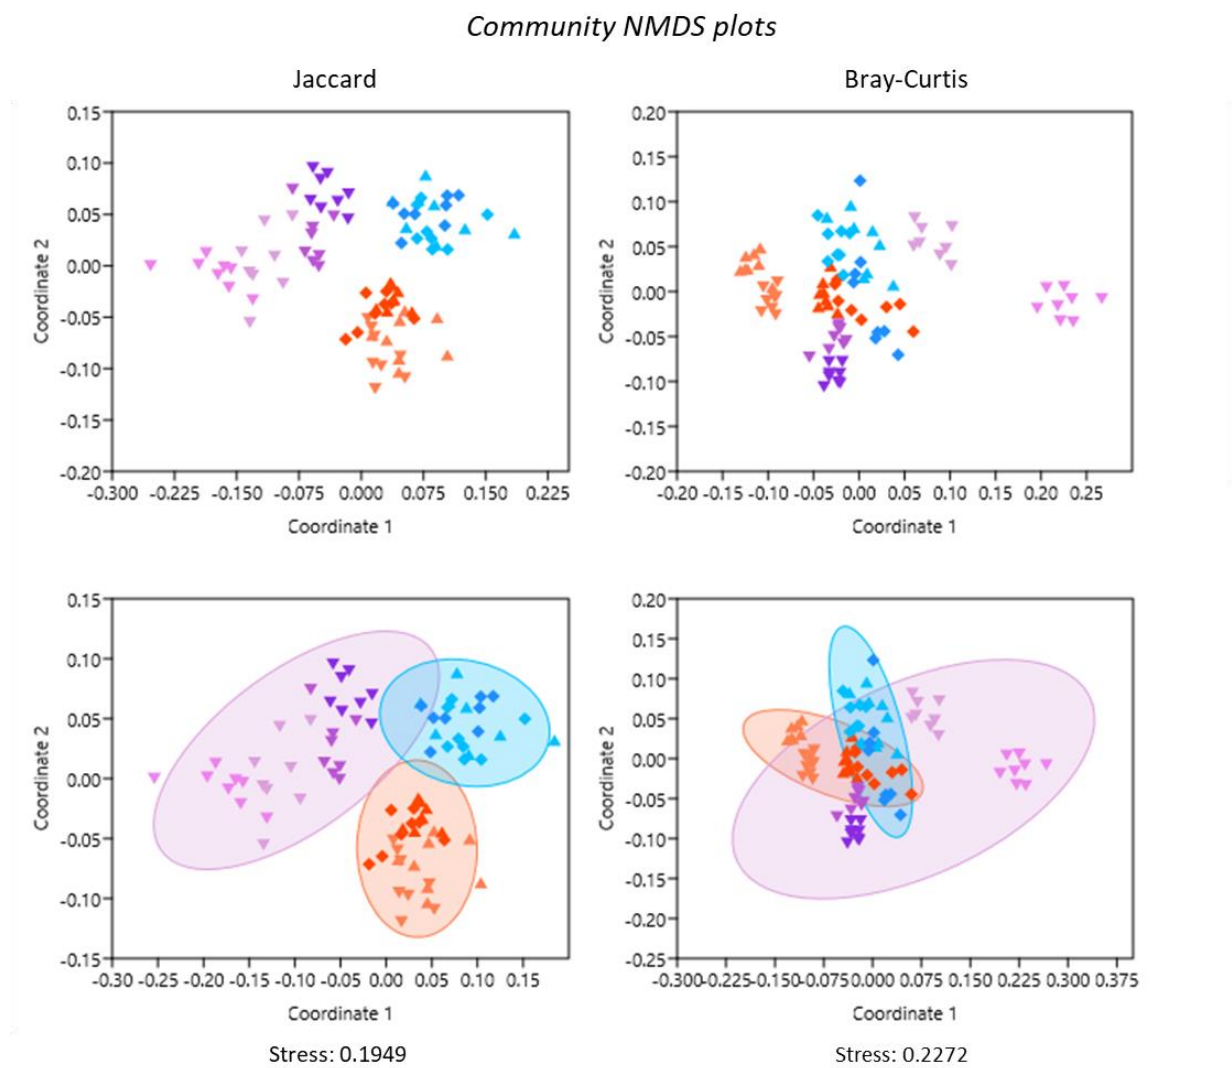 Community NMDS plots
Jaccard
Bray-Curtis
0.15
0.10
0.05
0.00
-0.05
-0.10
-0.15
-0.20
Coordinate 2
-0.300 -0.225 -0.150 -0.075 0.000 0.075 0.150 0.225
Coordinate 1
0.20
0.15
0.10
0.05
0.00
-0.05
-0.10
-0.15
-0.20
Coordinate 2
-0.20 -0.15 -0.10 -0.05 0.00 0.05 0.10 0.15 0.20 0.25
Coordinate 1
0.15
0.10
0.05
0.00
-0.05
-0.10
-0.15
Coordinate 2
-0.30 -0.25 -0.20 -0.15 -0.10 -0.05 0.00 0.05 0.10 0.15
Coordinate 1
Stress: 0.1949
0.20
0.15
0.10
0.05
0.00
-0.05
-0.10
-0.15
-0.20
-0.25
Coordinate 2
-0.300 -0.225 -0.150 -0.075 0.000 0.075 0.150 0.225 0.300 0.375
Coordinate 1
Stress: 0.2272